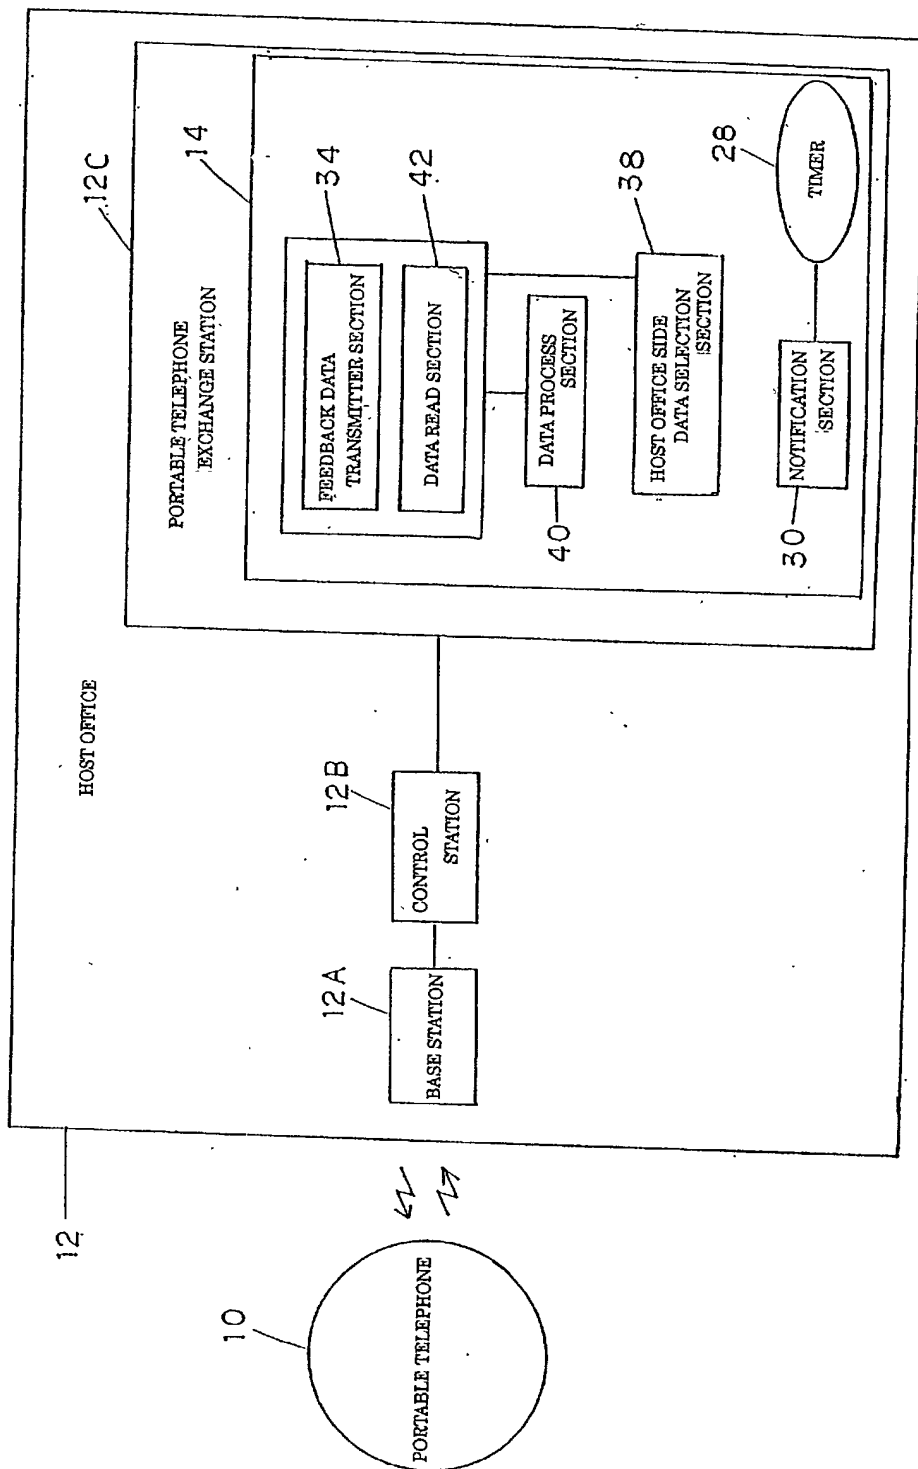 HOST OFFICE
12
PORTABLE TELEPHONE
EXCHANGE STATION
12C
14
FEEDBACK DATA
TRANSMITTER SECTION
34
DATA READ SECTION
42
DATA PROCESS
SECTION
40
HOST OFFICE SIDE
DATA SELECTION
SECTION
38
NOTIFICATION
SECTION
30
TIMER
28
CONTROL
STATION
12B
BASE STATION
12A
PORTABLE TELEPHONE
10